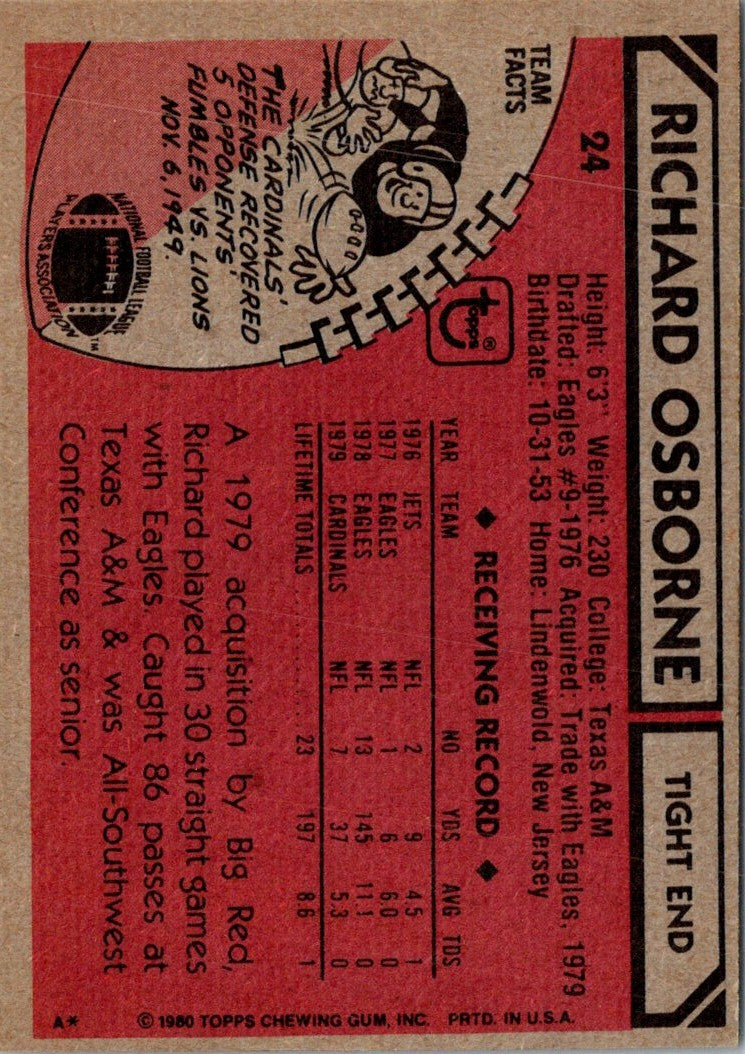 RICHARD OSBORNE
TIGHT END
24
Height: 6'3" Weight: 230 College: Texas A&M
Drafted: Eagles #9-1976 Acquired: Trade with Eagles, 1979
Birthdate: 10-31-53 Home: Lindenwold, New Jersey
TEAM
FACTS
THE CARDINALS'
DEFENSE RECOVERED
5 OPPONENTS'
FUMBLES VS. LIONS
NOV. 6, 1949.
NATIONAL FOOTBALL LEAGUE
PLAYERS ASSOCIATION™
topps®
◆ RECEIVING RECORD ◆
YEAR TEAM NO YDS AVG TDS
1976 JETS NFL 2 9 4.5 1
1977 EAGLES NFL 1 6 6.0 0
1978 EAGLES NFL 13 145 11.1 0
1979 CARDINALS NFL 7 37 5.3 0
LIFETIME TOTALS.......... 23 197 8.6 1
A 1979 acquisition by Big Red,
Richard played in 30 straight games
with Eagles. Caught 86 passes at
Texas A&M & was All-Southwest
Conference as senior.
A* © 1980 TOPPS CHEWING GUM, INC. PRTD. IN U.S.A.